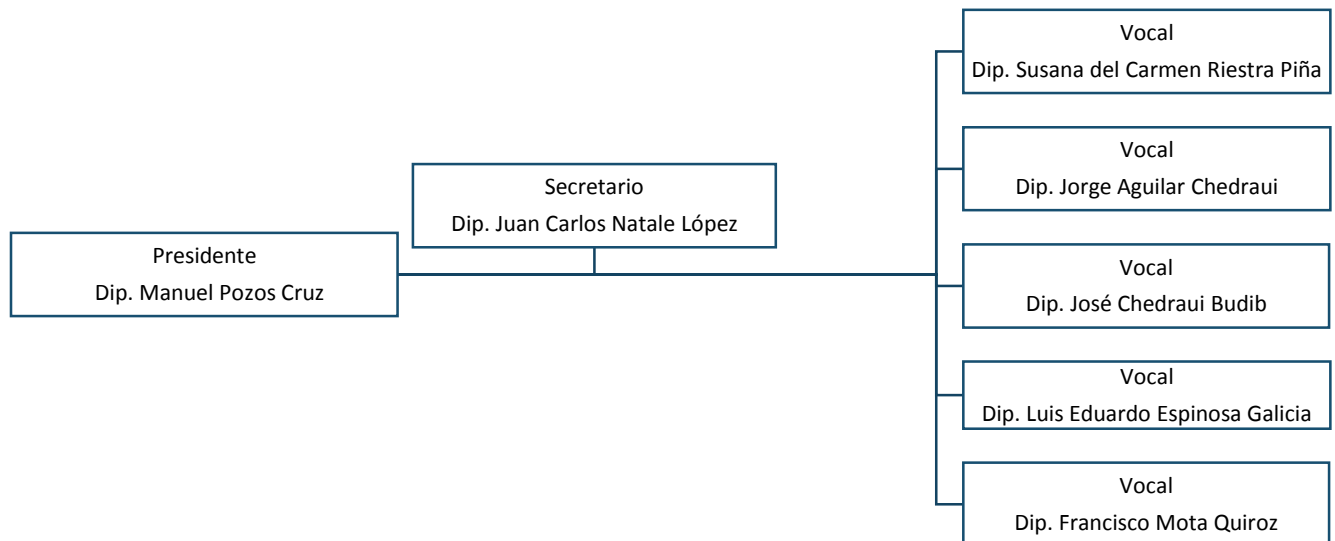 Presidente
Dip. Manuel Pozos Cruz
Secretario
Dip. Juan Carlos Natale López
Vocal
Dip. Susana del Carmen Riestra Piña
Vocal
Dip. Jorge Aguilar Chedraui
Vocal
Dip. José Chedraui Budib
Vocal
Dip. Luis Eduardo Espinosa Galicia
Vocal
Dip. Francisco Mota Quiroz